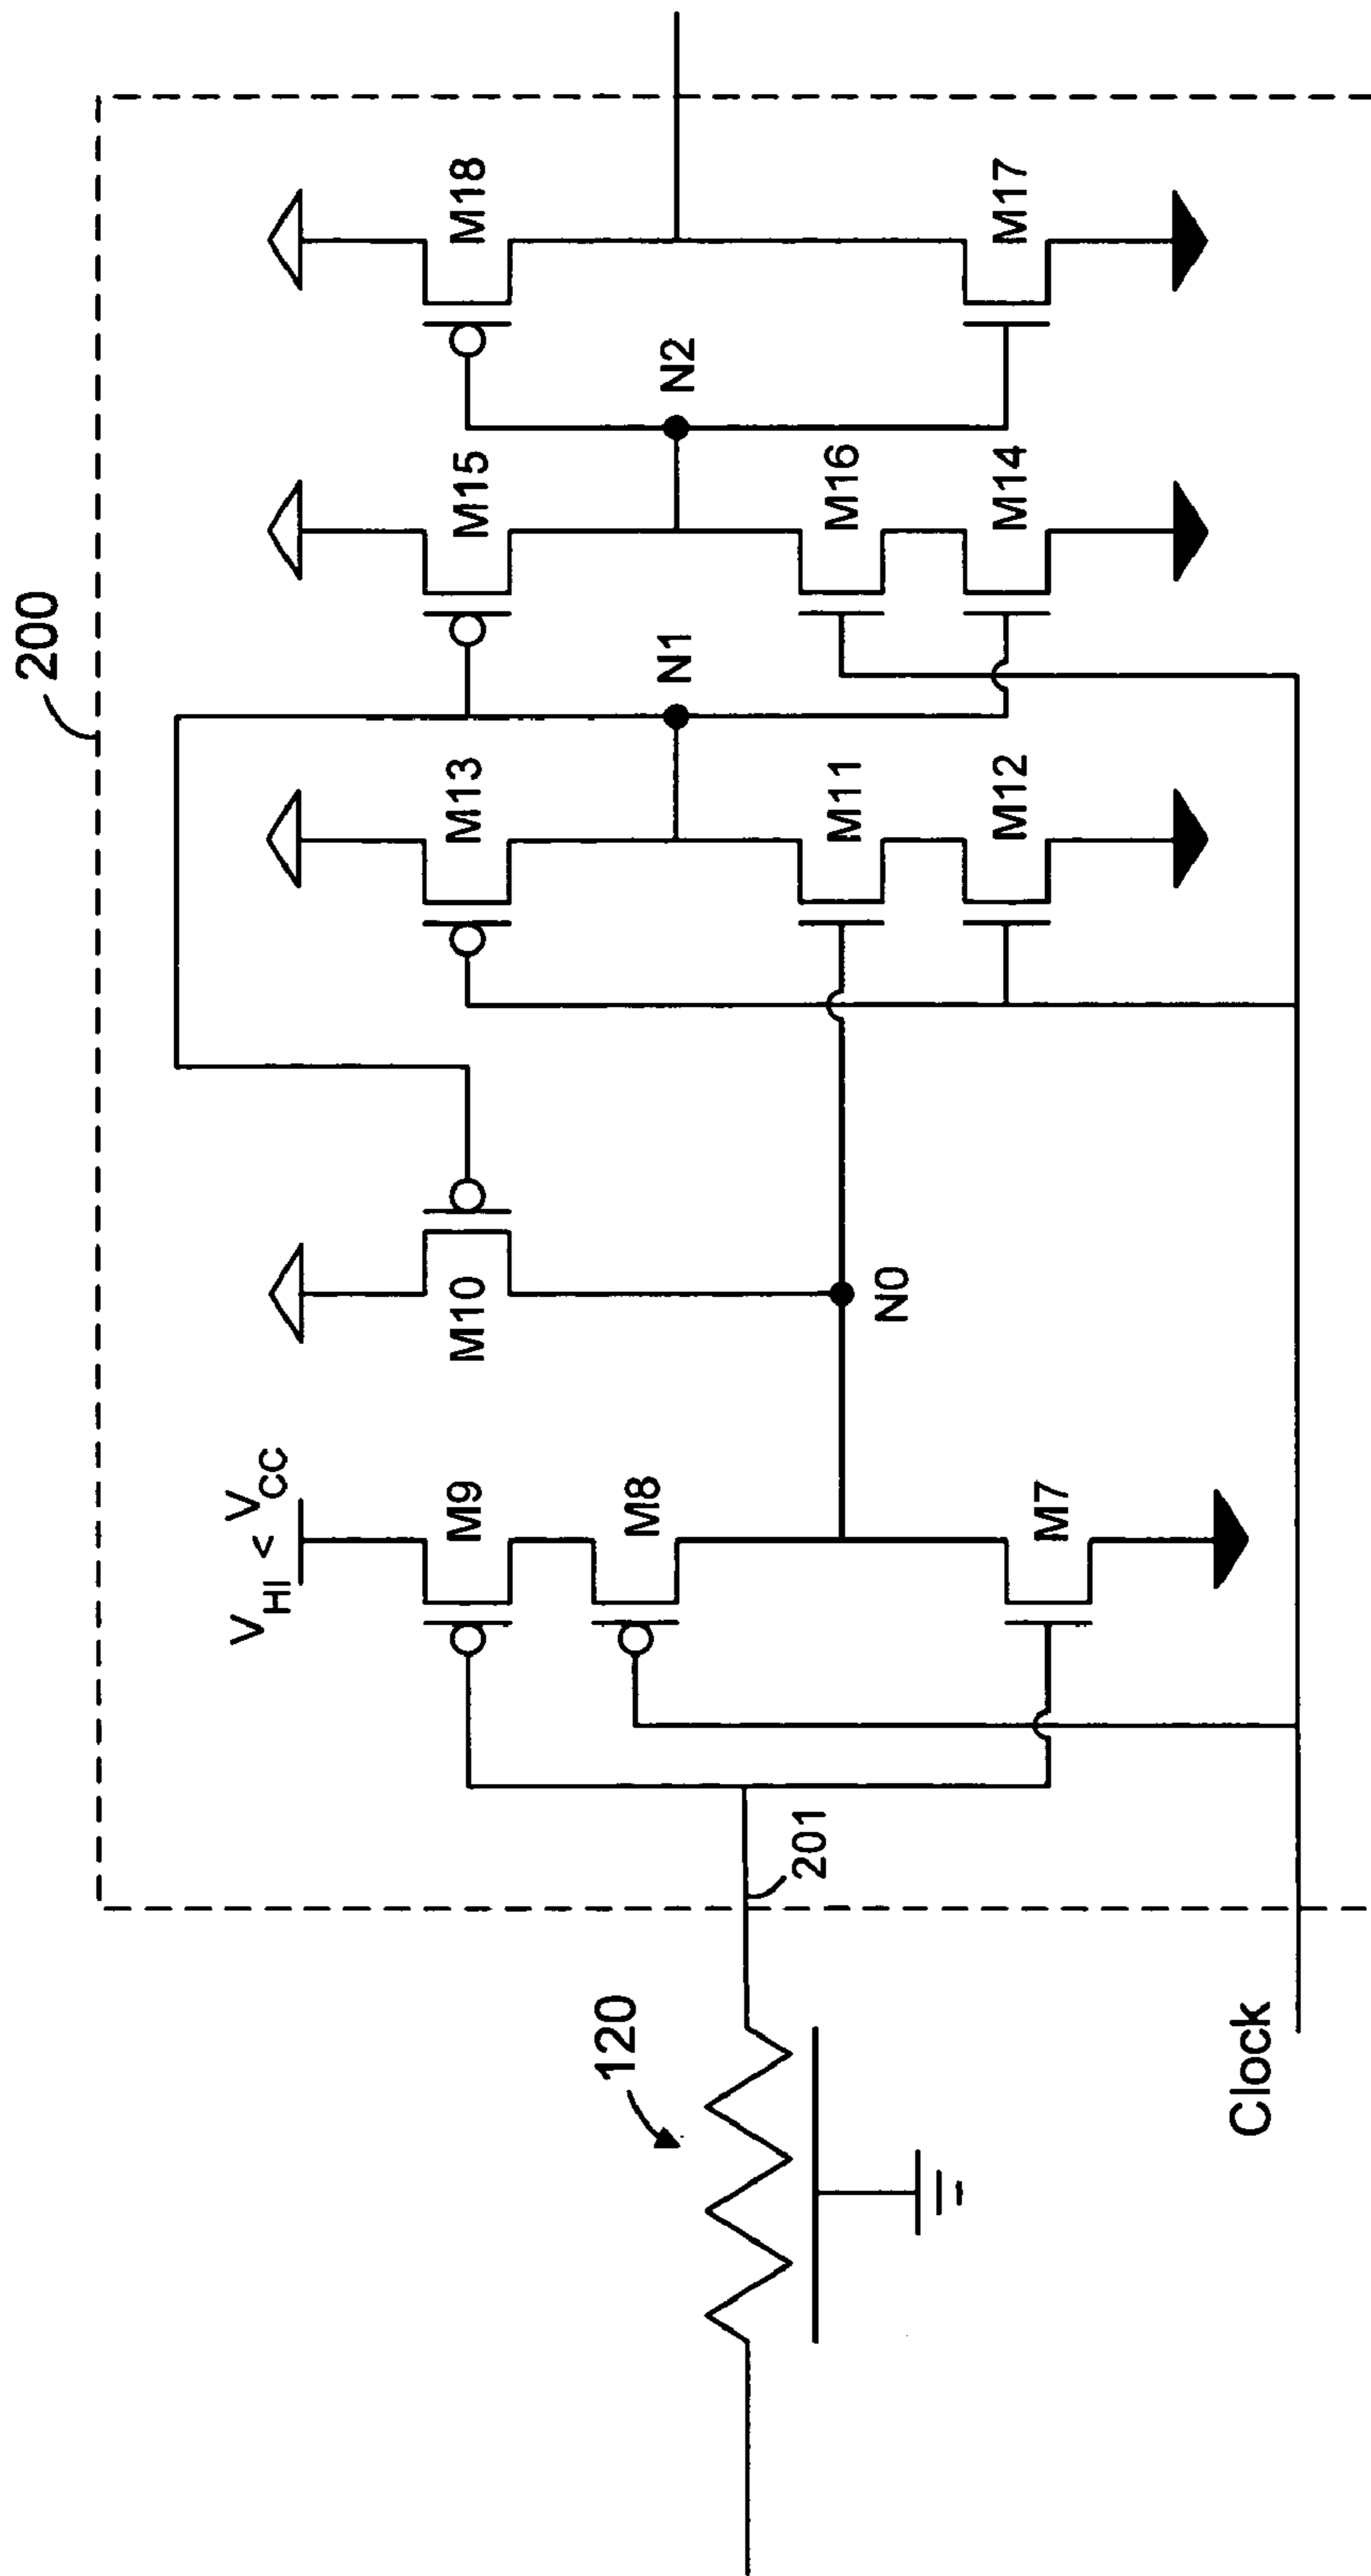 200
V_HI < V_CC
M9
M8
M7
M10
N0
M13
M11
M12
N1
M15
M16
M14
N2
M18
M17
201
120
Clock